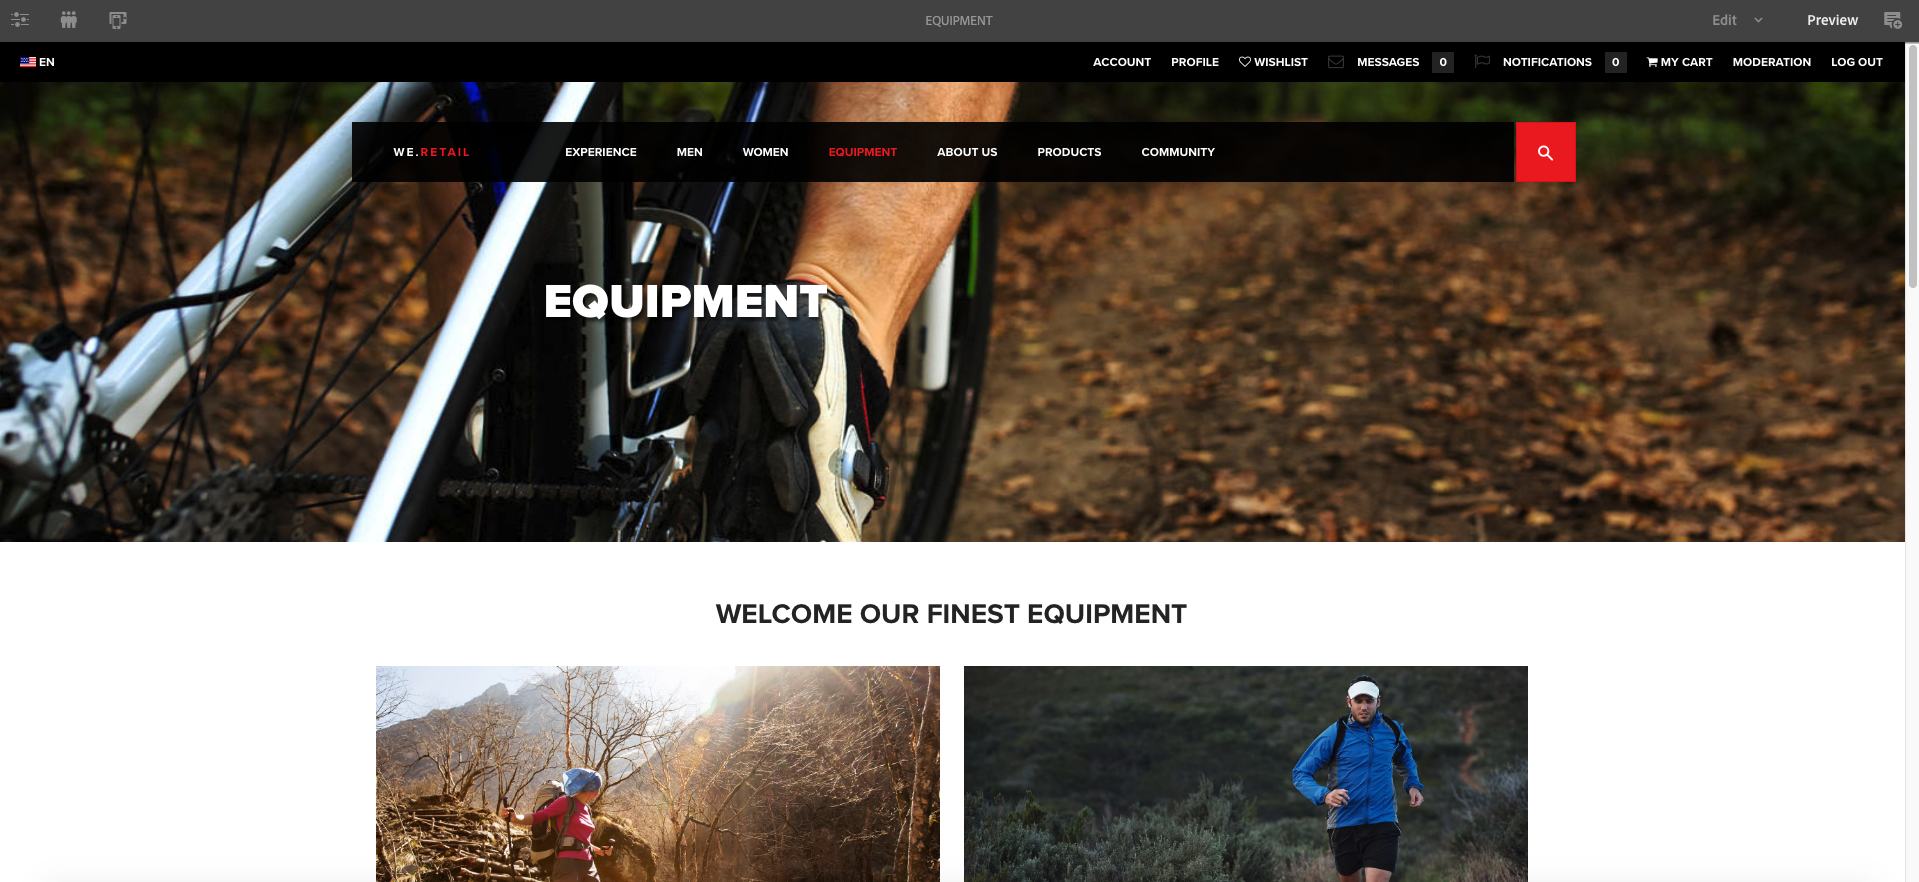 EQUIPMENT
Edit
Preview
EN
ACCOUNT PROFILE WISHLIST MESSAGES 0 NOTIFICATIONS 0 MY CART MODERATION LOG OUT
WE.RETAIL EXPERIENCE MEN WOMEN EQUIPMENT ABOUT US PRODUCTS COMMUNITY
EQUIPMENT
WELCOME OUR FINEST EQUIPMENT